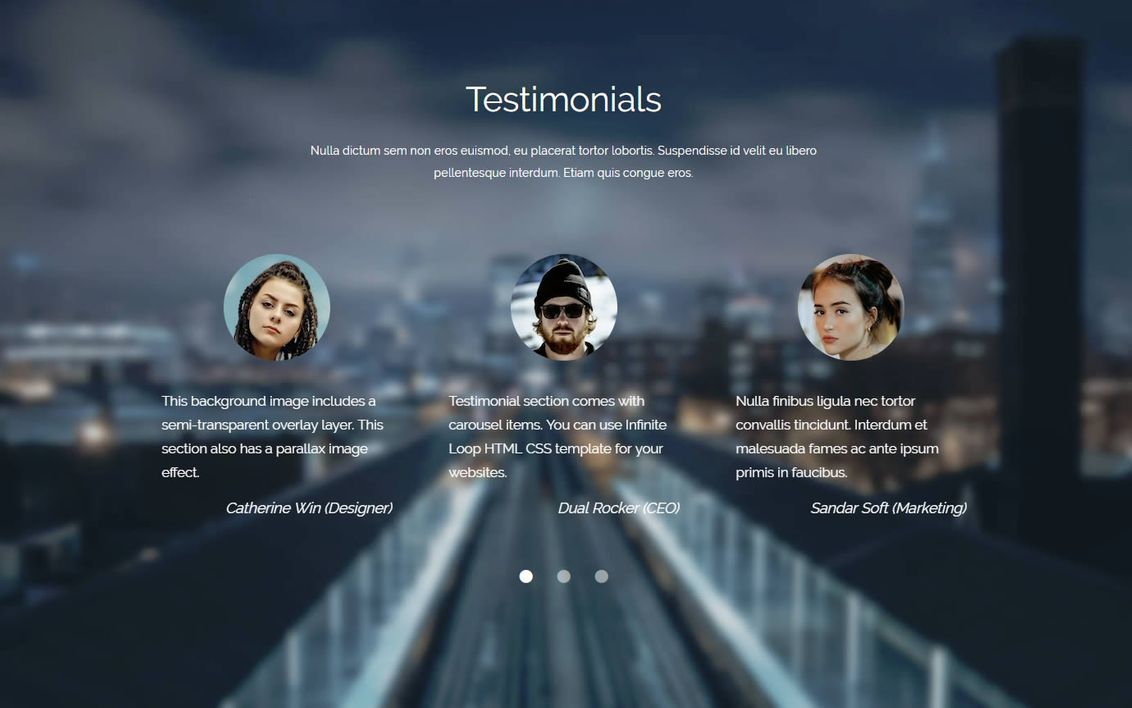 Testimonials
Nulla dictum sem non eros euismod, eu placerat tortor lobortis. Suspendisse id velit eu libero
pellentesque interdum. Etiam quis congue eros.
This background image includes a
semi-transparent overlay layer. This
section also has a parallax image
effect.
Catherine Win (Designer)
Testimonial section comes with
carousel items. You can use Infinite
Loop HTML CSS template for your
websites.
Dual Rocker (CEO)
Nulla finibus ligula nec tortor
convallis tincidunt. Interdum et
malesuada fames ac ante ipsum
primis in faucibus.
Sandar Soft (Marketing)